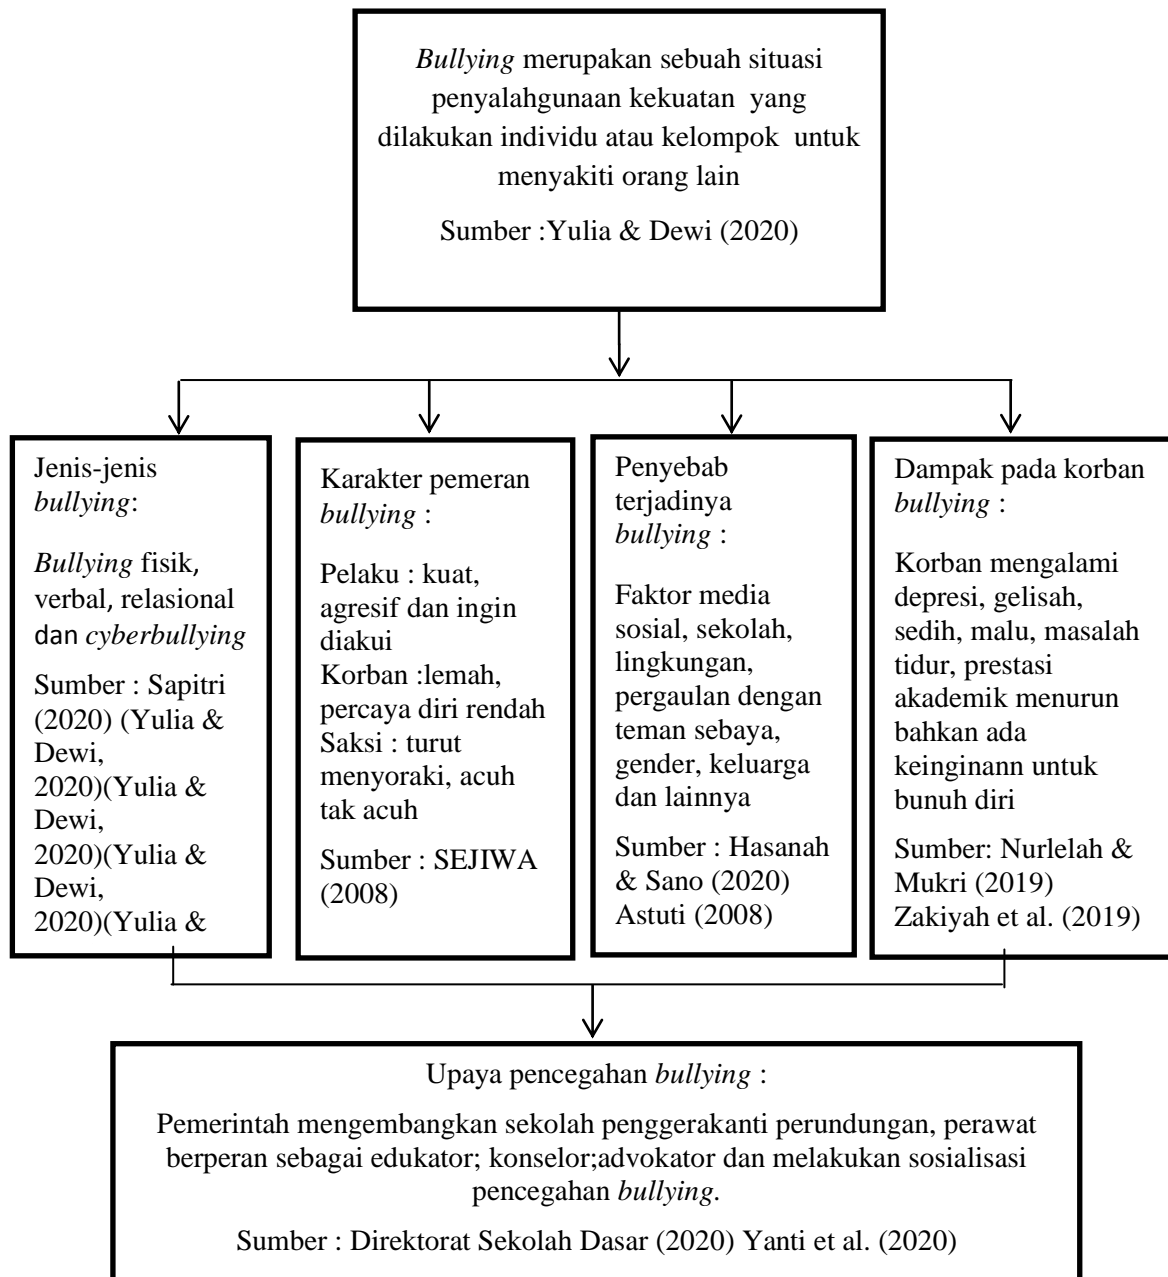 Bullying merupakan sebuah situasi
penyalahgunaan kekuatan yang
dilakukan individu atau kelompok untuk
menyakiti orang lain
Sumber :Yulia & Dewi (2020)
Jenis-jenis
bullying:
Bullying fisik,
verbal, relasional
dan cyberbullying
Sumber : Sapitri
(2020) (Yulia &
Dewi,
2020)(Yulia &
Dewi,
2020)(Yulia &
Dewi,
2020)(Yulia &
Karakter pemeran
bullying :
Pelaku : kuat,
agresif dan ingin
diakui
Korban :lemah,
percaya diri rendah
Saksi : turut
menyoraki, acuh
tak acuh
Sumber : SEJIWA
(2008)
Penyebab
terjadinya
bullying :
Faktor media
sosial, sekolah,
lingkungan,
pergaulan dengan
teman sebaya,
gender, keluarga
dan lainnya
Sumber : Hasanah
& Sano (2020)
Astuti (2008)
Dampak pada korban
bullying :
Korban mengalami
depresi, gelisah,
sedih, malu, masalah
tidur, prestasi
akademik menurun
bahkan ada
keinginann untuk
bunuh diri
Sumber: Nurlelah &
Mukri (2019)
Zakiyah et al. (2019)
Upaya pencegahan bullying :
Pemerintah mengembangkan sekolah penggerakanti perundungan, perawat
berperan sebagai edukator; konselor;advokator dan melakukan sosialisasi
pencegahan bullying.
Sumber : Direktorat Sekolah Dasar (2020) Yanti et al. (2020)